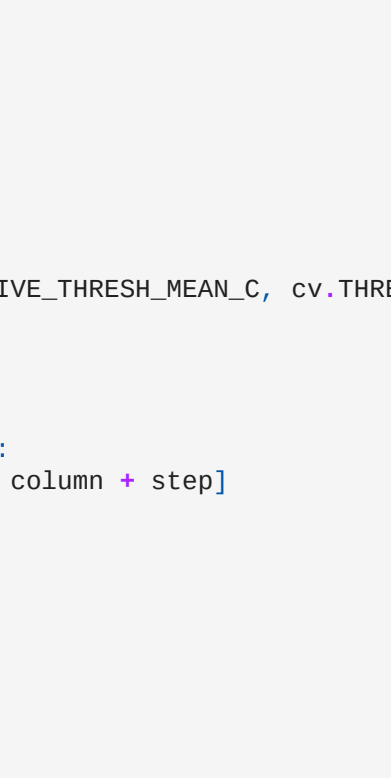 IVE_THRESH_MEAN_C, cv.THRE
:
column + step]